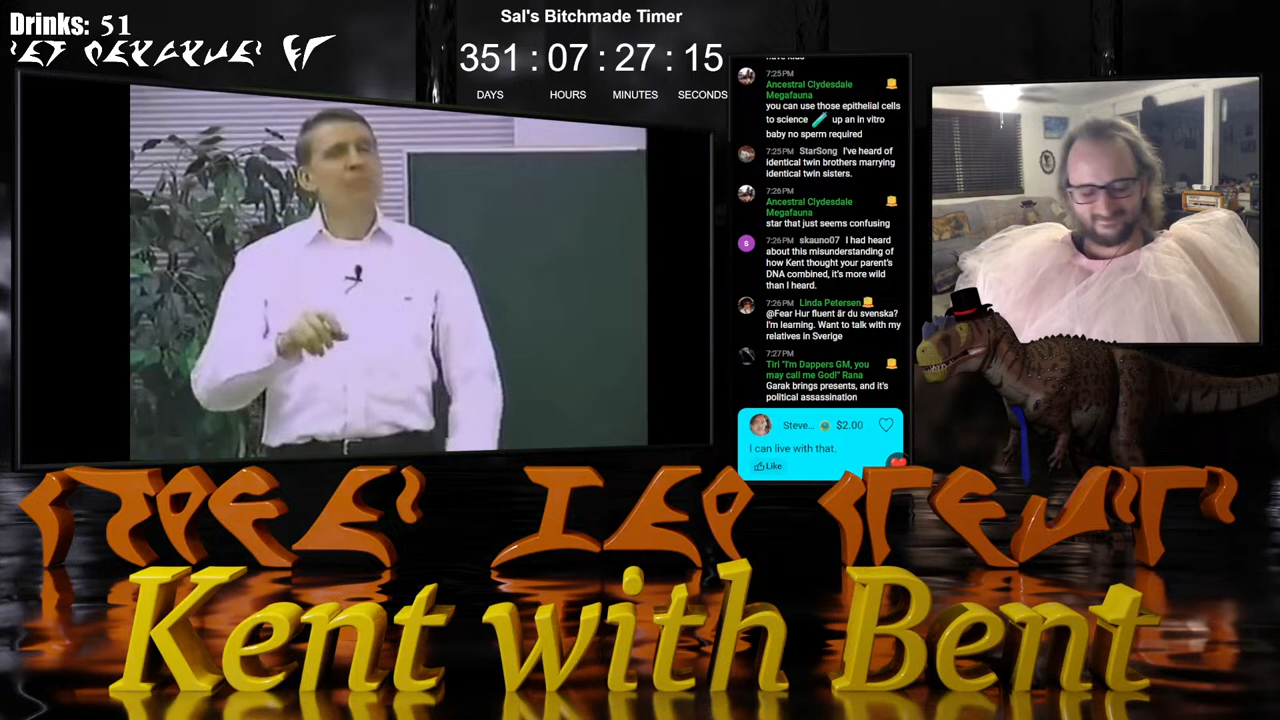 Drinks: 51
Sal's Bitchmade Timer
351 : 07 : 27 : 15
DAYS HOURS MINUTES SECONDS
have kids
7:25PM
Ancestral Clydesdale
Megafauna
you can use those epithelial cells
to science up an in vitro
baby no sperm required
7:25PM StarSong I've heard of
identical twin brothers marrying
identical twin sisters.
7:26PM
Ancestral Clydesdale
Megafauna
star that just seems confusing
S
7:26PM skauno07 I had heard
about this misunderstanding of
how Kent thought your parent's
DNA combined, it's more wild
than I heard.
7:26PM Linda Petersen
@Fear Hur fluent är du svenska?
I'm learning. Want to talk with my
relatives in Sverige
7:27PM
Tiri "I'm Dappers GM, you
may call me God!" Rana
Garak brings presents, and it's
political assassination
Steve... $2.00
I can live with that.
Like
Kent with Bent